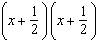 (x + 1/2)(x + 1/2)